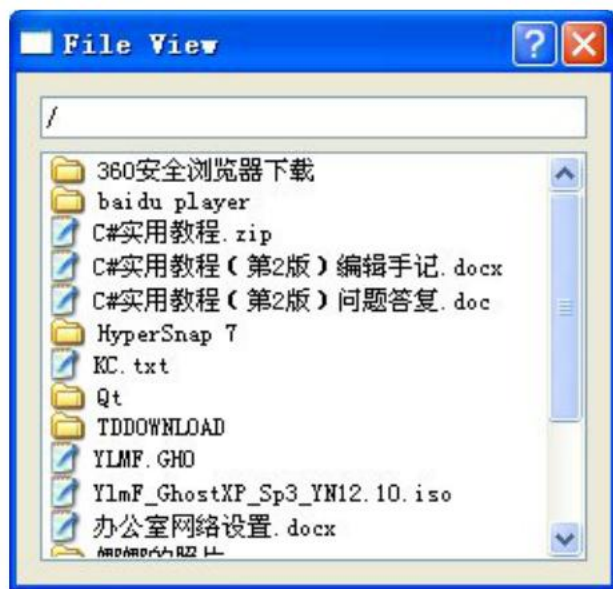 File View
/
360安全浏览器下载
baidu player
C#实用教程.zip
C#实用教程(第2版)编辑手记.docx
C#实用教程(第2版)问题答复.doc
HyperSnap 7
KC.txt
Qt
TDDOWNLOAD
YLMF.GHO
YlmF_GhostXP_Sp3_YN12.10.iso
办公室网络设置.docx